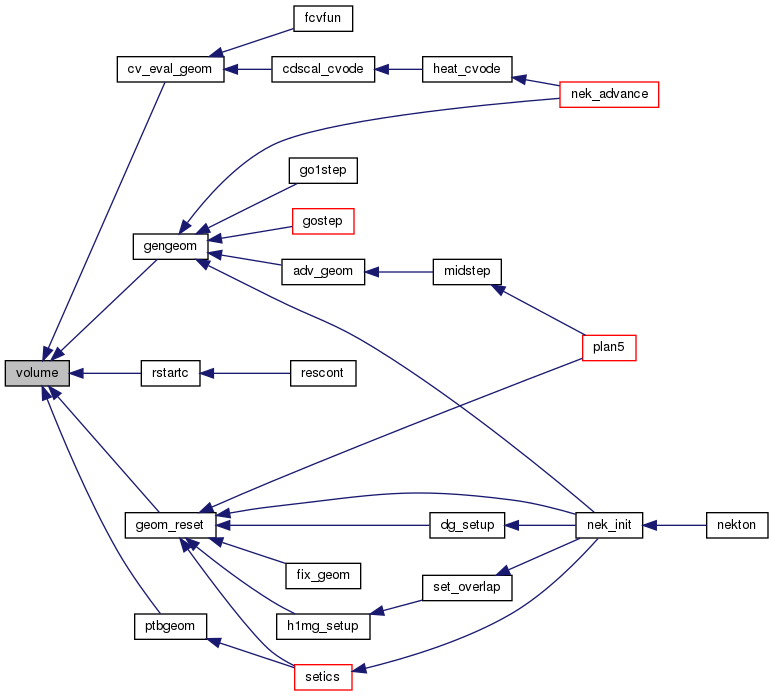 fcvfun
cv_eval_geom
cdscal_cvode
heat_cvode
nek_advance
go1step
gostep
gengeom
adv_geom
midstep
plan5
volume
rstartc
rescont
geom_reset
dg_setup
nek_init
nekton
fix_geom
set_overlap
ptbgeom
h1mg_setup
setics